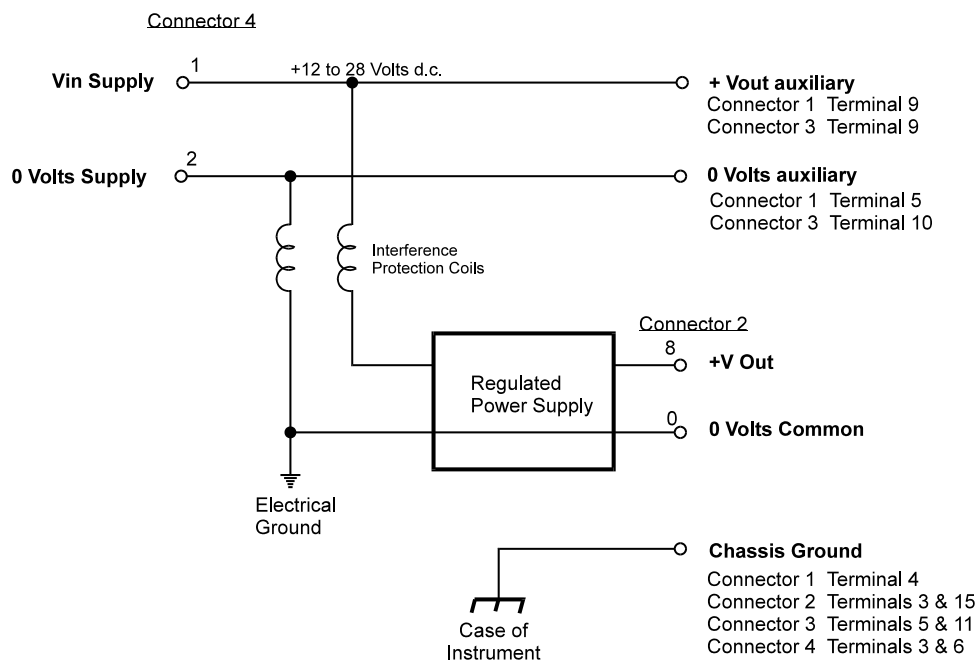 Connector 4
Vin Supply
1
+12 to 28 Volts d.c.
+ Vout auxiliary
Connector 1 Terminal 9
Connector 3 Terminal 9
0 Volts Supply
2
0 Volts auxiliary
Connector 1 Terminal 5
Connector 3 Terminal 10
Interference
Protection Coils
Connector 2
Regulated
Power Supply
8
+V Out
0
0 Volts Common
Electrical
Ground
Chassis Ground
Connector 1 Terminal 4
Connector 2 Terminals 3 & 15
Connector 3 Terminals 5 & 11
Connector 4 Terminals 3 & 6
Case of
Instrument